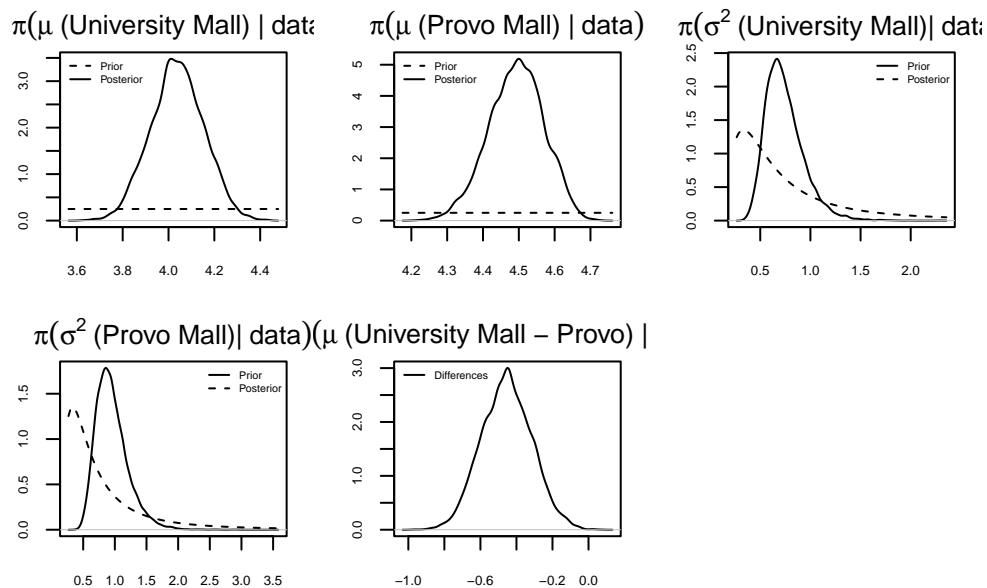 π(μ (University Mall) | data
Prior
Posterior
0.0 1.0 2.0 3.0
3.6 3.8 4.0 4.2 4.4
π(μ (Provo Mall) | data)
Prior
Posterior
0 1 2 3 4 5
4.2 4.3 4.4 4.5 4.6 4.7
π(σ² (University Mall)| data
Prior
Posterior
0.0 0.5 1.0 1.5 2.0 2.5
0.5 1.0 1.5 2.0
π(σ² (Provo Mall)| data)
Prior
Posterior
0.0 0.5 1.0 1.5
0.5 1.0 1.5 2.0 2.5 3.0 3.5
(μ (University Mall − Provo) |
Differences
0.0 1.0 2.0 3.0
−1.0 −0.6 −0.2 0.0